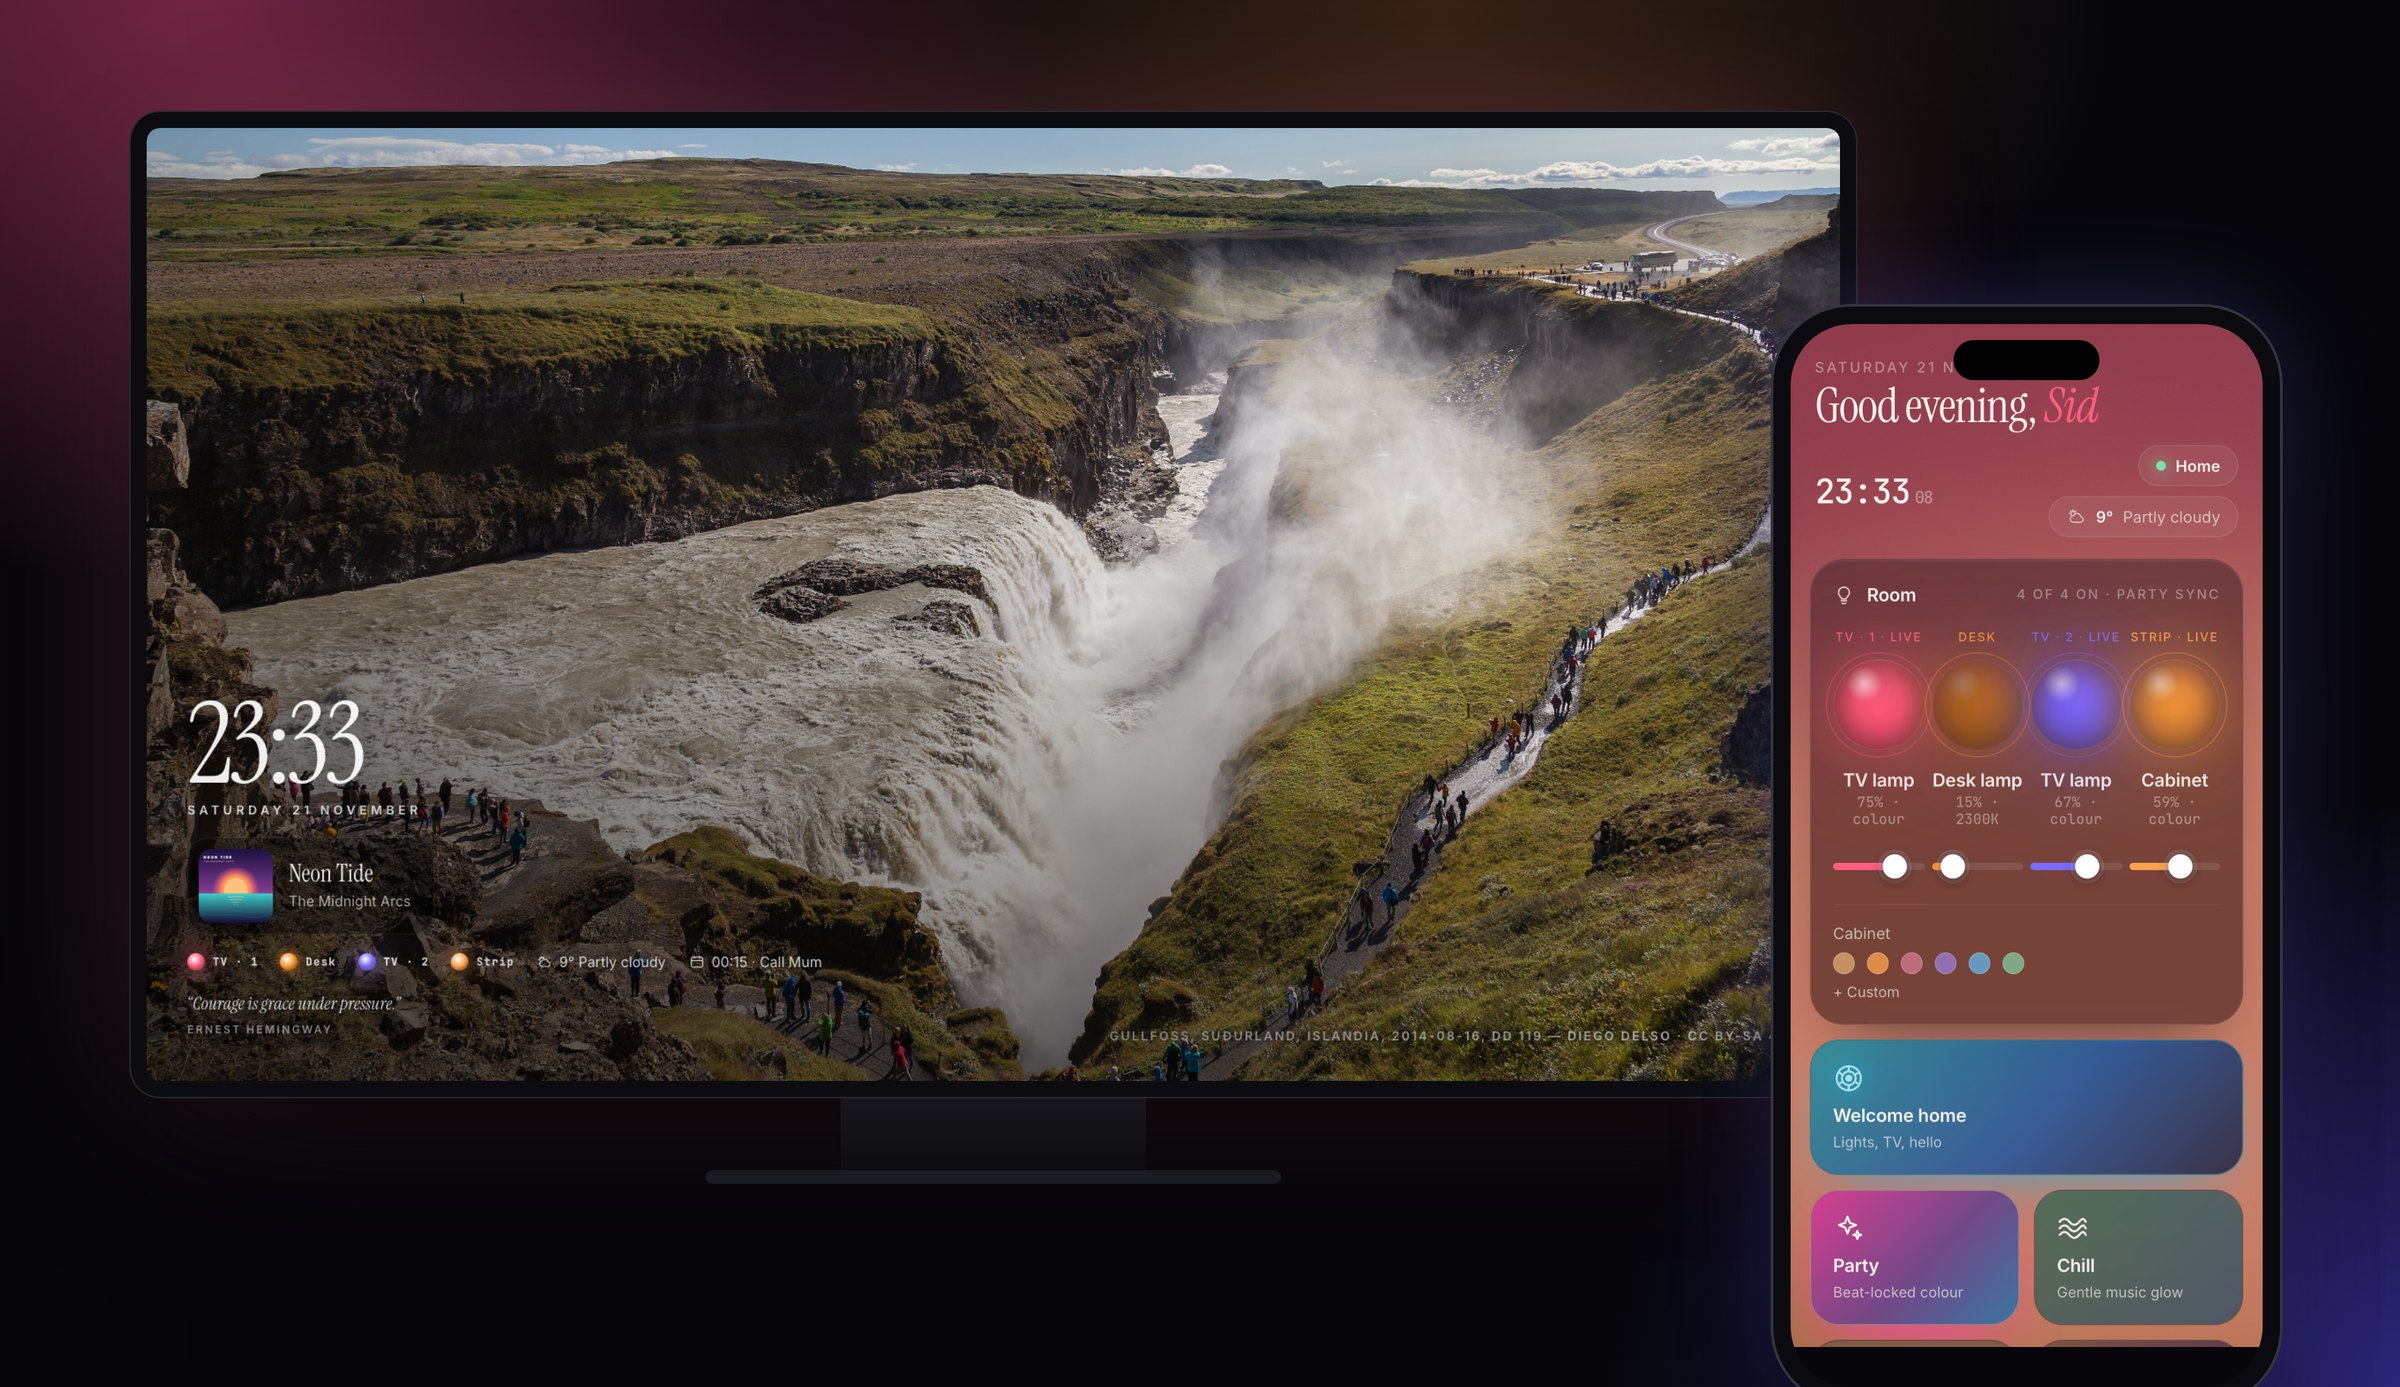 23:33
SATURDAY 21 NOVEMBER
NEON TIDE
Neon Tide
The Midnight Arcs
TV · 1
Desk
TV · 2
Strip
9° Partly cloudy
00:15 · Call Mum
“Courage is grace under pressure.”
ERNEST HEMINGWAY
GULLFOSS, SUÐURLAND, ISLANDIA, 2014-08-16, DD 119 — DIEGO DELSO · CC BY-SA
SATURDAY 21 N
Good evening, Sid
Home
23:33 08
9° Partly cloudy
Room
4 OF 4 ON · PARTY SYNC
TV · 1 · LIVE
DESK
TV · 2 · LIVE
STRIP · LIVE
TV lamp
Desk lamp
TV lamp
Cabinet
75% ·
colour
15% ·
2300K
67% ·
colour
59% ·
colour
Cabinet
+ Custom
Welcome home
Lights, TV, hello
Party
Beat-locked colour
Chill
Gentle music glow